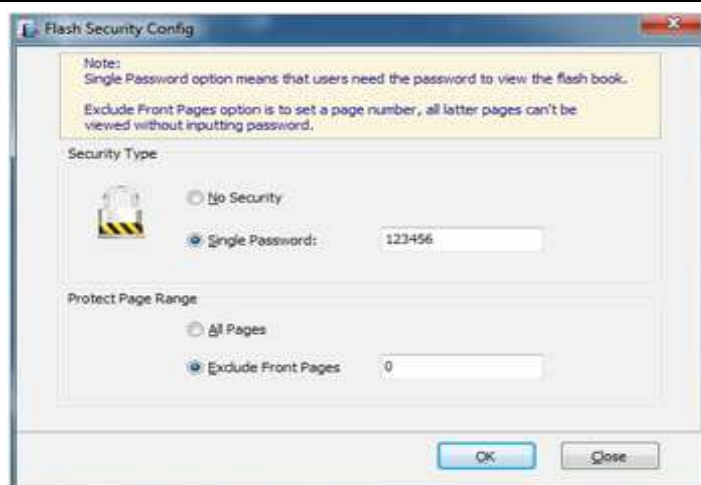 Flash Security Config
Note:
Single Password option means that users need the password to view the flash book.
Exclude Front Pages option is to set a page number, all latter pages can't be
viewed without inputting password.
Security Type
No Security
Single Password: 123456
Protect Page Range
All Pages
Exclude Front Pages 0
OK Close